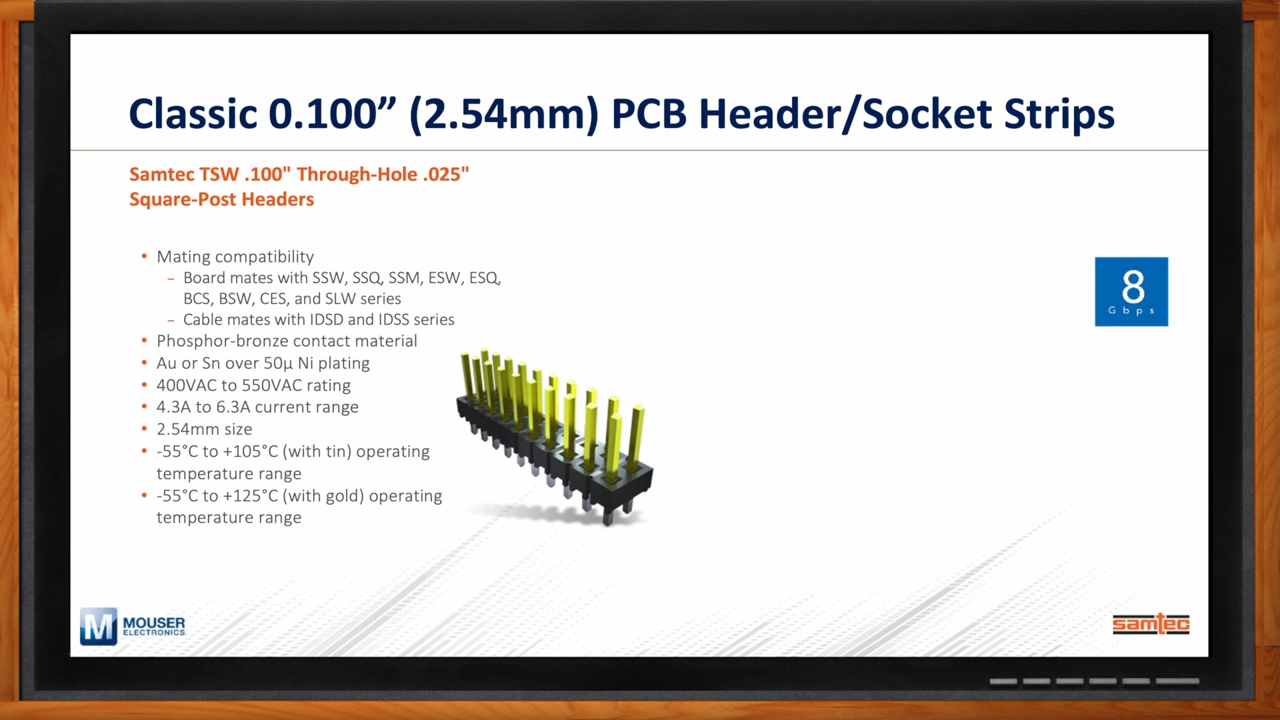 Classic 0.100” (2.54mm) PCB Header/Socket Strips
Samtec TSW .100" Through-Hole .025"
Square-Post Headers
• Mating compatibility
– Board mates with SSW, SSQ, SSM, ESW, ESQ,
BCS, BSW, CES, and SLW series
– Cable mates with IDSD and IDSS series
• Phosphor-bronze contact material
• Au or Sn over 50µ Ni plating
• 400VAC to 550VAC rating
• 4.3A to 6.3A current range
• 2.54mm size
• -55°C to +105°C (with tin) operating
temperature range
• -55°C to +125°C (with gold) operating
temperature range
8
Gbps
M MOUSER
ELECTRONICS
samtec